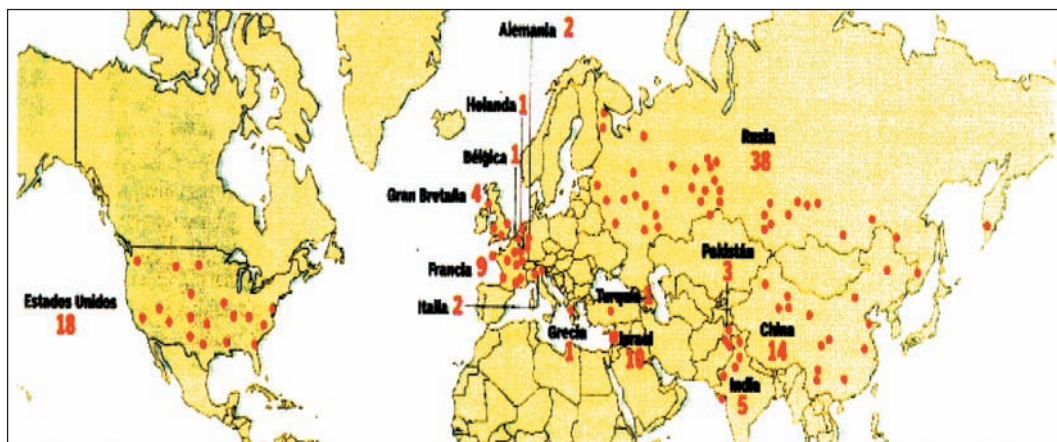 Alemania 2
Holanda 1
Bélgica 1
Gran Bretaña 4
Rusia
38
Francia 9
Pakistán
3
Estados Unidos
18
Italia 2
Turquía 1
Grecia
1
Israel
10
China
14
India
5